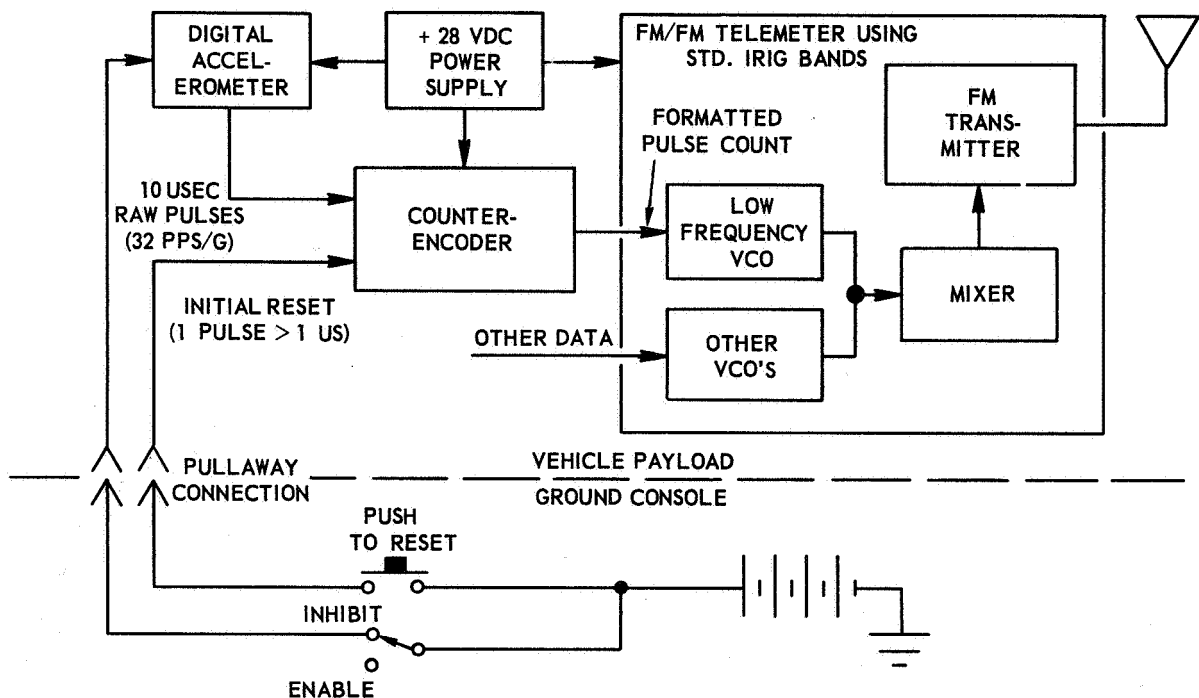 DIGITAL
ACCEL-
EROMETER
+ 28 VDC
POWER
SUPPLY
FM/FM TELEMETER USING
STD. IRIG BANDS
FM
TRANS-
MITTER
FORMATTED
PULSE COUNT
10 USEC
RAW PULSES
(32 PPS/G)
COUNTER-
ENCODER
LOW
FREQUENCY
VCO
MIXER
INITIAL RESET
(1 PULSE > 1 US)
OTHER DATA
OTHER
VCO'S
PULLAWAY
CONNECTION
VEHICLE PAYLOAD
GROUND CONSOLE
PUSH
TO RESET
INHIBIT
ENABLE